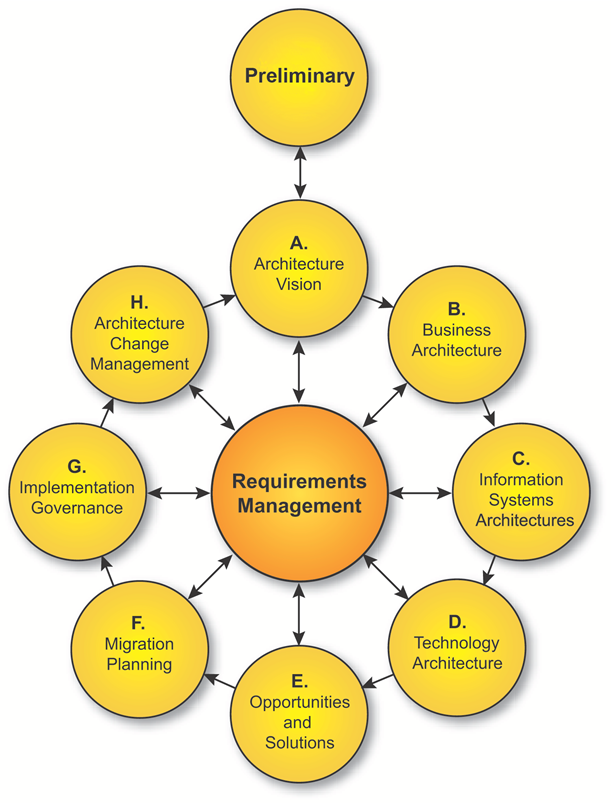 Preliminary
A.
Architecture
Vision
B.
Business
Architecture
C.
Information
Systems
Architectures
D.
Technology
Architecture
E.
Opportunities
and
Solutions
F.
Migration
Planning
G.
Implementation
Governance
H.
Architecture
Change
Management
Requirements
Management